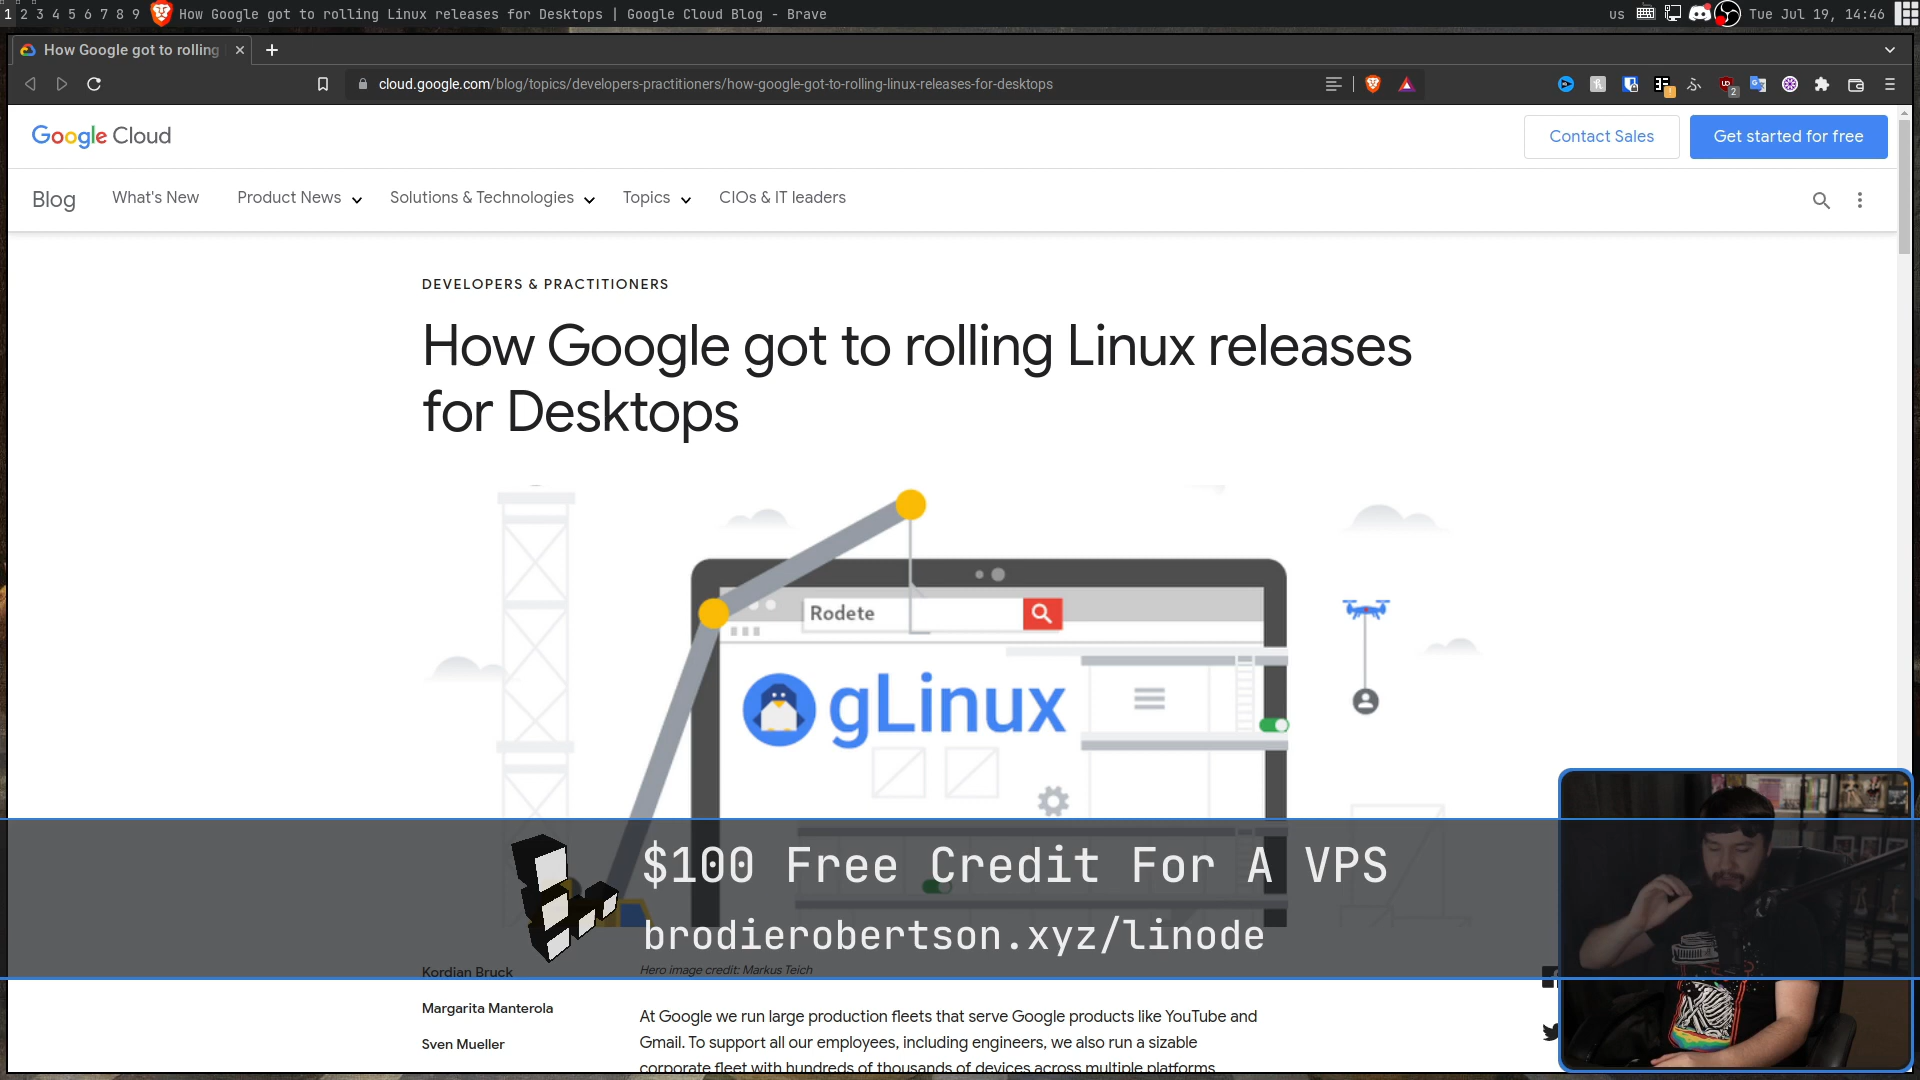 1 2 3 4 5 6 7 8 9 How Google got to rolling Linux releases for Desktops | Google Cloud Blog - Brave
us Tue Jul 19, 14:46
How Google got to rolling
cloud.google.com/blog/topics/developers-practitioners/how-google-got-to-rolling-linux-releases-for-desktops
2
Google Cloud
Contact Sales
Get started for free
Blog What's New Product News Solutions & Technologies Topics CIOs & IT leaders
DEVELOPERS & PRACTITIONERS
How Google got to rolling Linux releases
for Desktops
Rodete
gLinux
$100 Free Credit For A VPS
brodierobertson.xyz/linode
Kordian Bruck
Margarita Manterola
Sven Mueller
Hero image credit: Markus Teich
At Google we run large production fleets that serve Google products like YouTube and
Gmail. To support all our employees, including engineers, we also run a sizable
corporate fleet with hundreds of thousands of devices across multiple platforms,